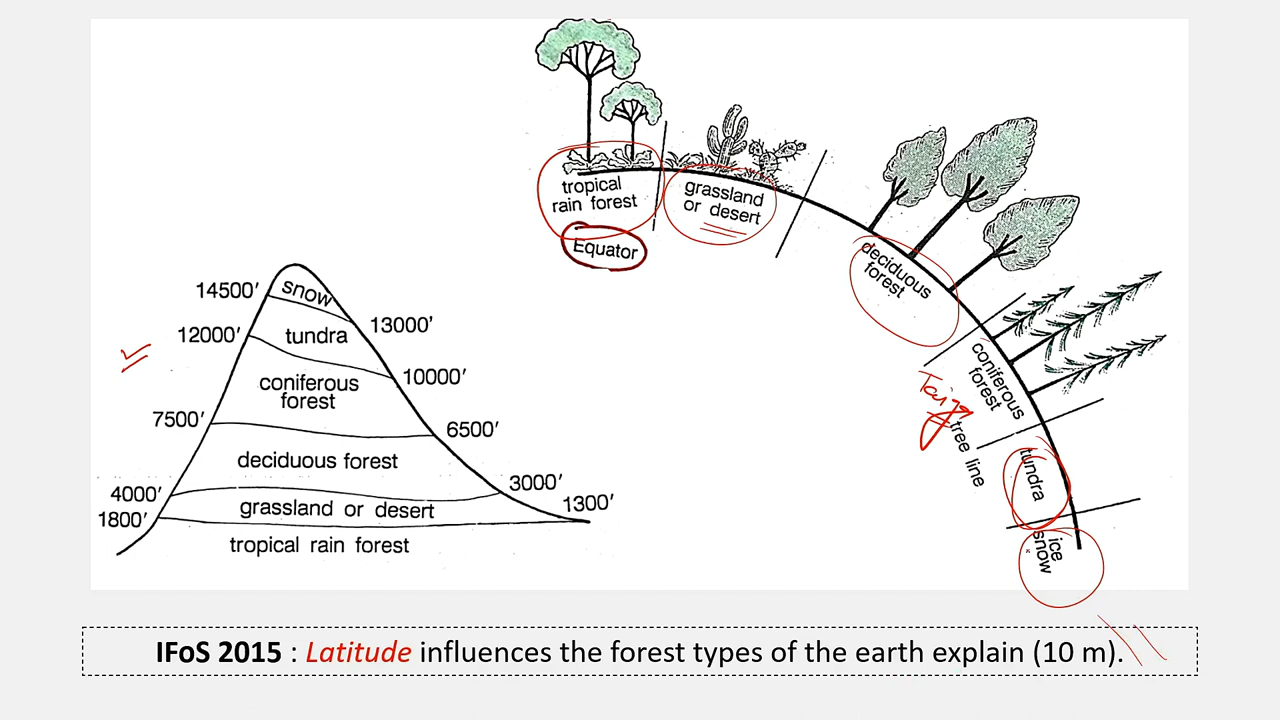 tropical
rain forest
Equator
grassland
or desert
deciduous
forest
coniferous
forest
Taiga
tree line
tundra
ice
snow
14500'
snow
13000'
12000'
tundra
10000'
coniferous
forest
7500'
6500'
deciduous forest
4000'
3000'
grassland or desert
1800'
1300'
tropical rain forest
IFoS 2015 : Latitude influences the forest types of the earth explain (10 m).